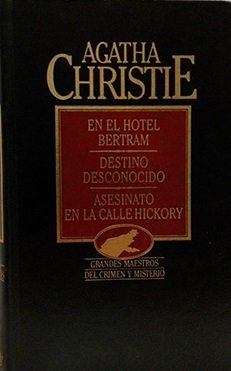 AGATHA
CHRISTIE
EN EL HOTEL
BERTRAM
DESTINO
DESCONOCIDO
ASESINATO
EN LA CALLE HICKORY
GRANDES MAESTROS
DEL CRIMEN Y MISTERIO